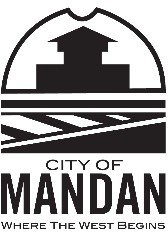 CITY OF
MANDAN
WHERE THE WEST BEGINS